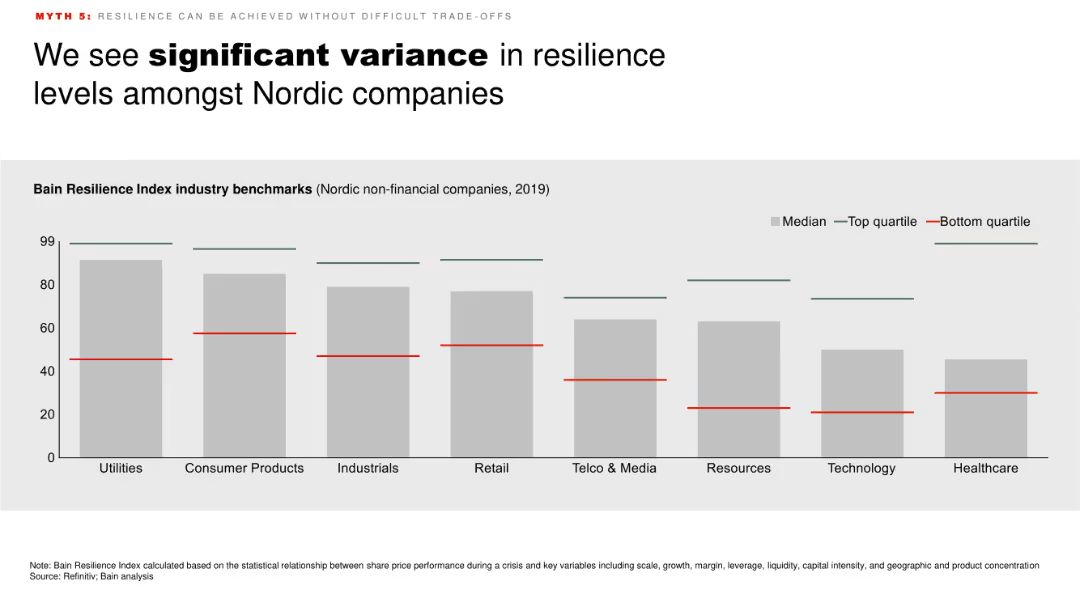 MYTH 5: RESILIENCE CAN BE ACHIEVED WITHOUT DIFFICULT TRADE-OFFS
We see significant variance in resilience
levels amongst Nordic companies
Bain Resilience Index industry benchmarks (Nordic non-financial companies, 2019)
Median Top quartile Bottom quartile
99
80
60
40
20
0
Utilities Consumer Products Industrials Retail Telco & Media Resources Technology Healthcare
Note: Bain Resilience Index calculated based on the statistical relationship between share price performance during a crisis and key variables including scale, growth, margin, leverage, liquidity, capital intensity, and geographic and product concentration
Source: Refinitiv; Bain analysis